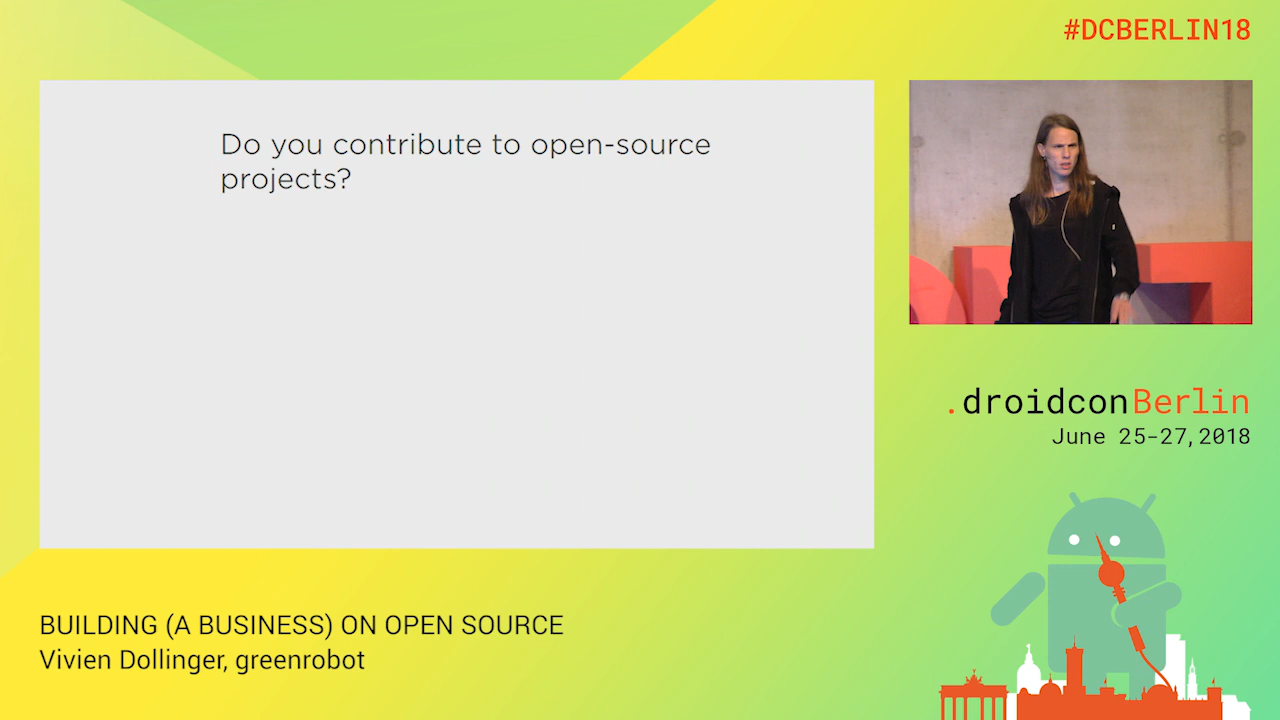 #DCBERLIN18
Do you contribute to open-source
projects?
.droidconBerlin
June 25-27,2018
BUILDING (A BUSINESS) ON OPEN SOURCE
Vivien Dollinger, greenrobot